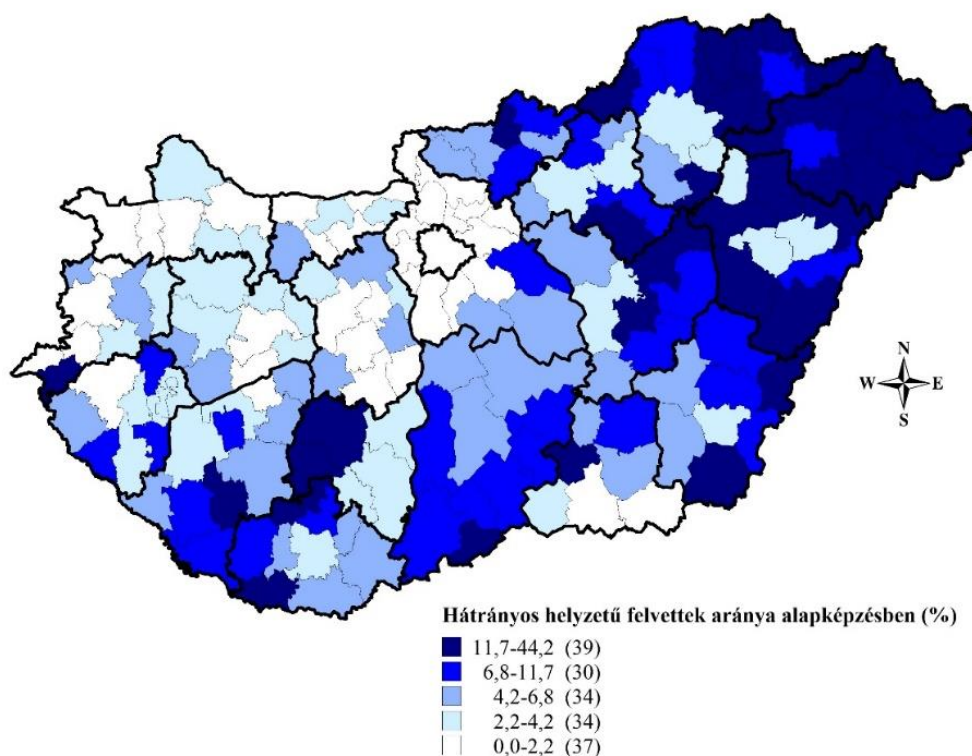 N
W E
S
Hátrányos helyzetű felvettek aránya alapképzésben (%)
11,7-44,2 (39)
6,8-11,7 (30)
4,2-6,8 (34)
2,2-4,2 (34)
0,0-2,2 (37)